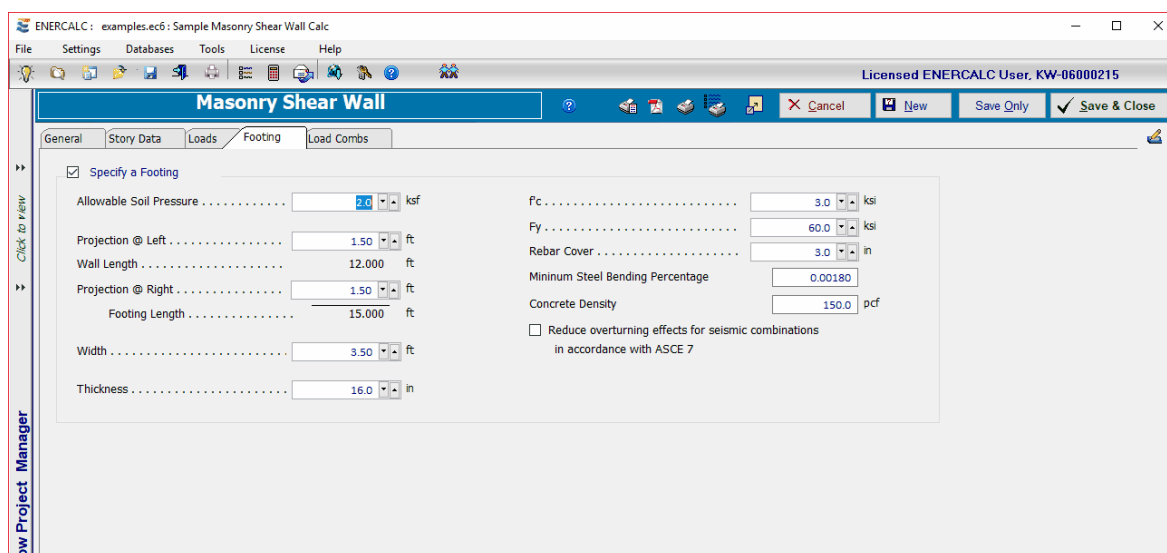 ENERCALC : examples.ec6 : Sample Masonry Shear Wall Calc
File Settings Databases Tools License Help
Licensed ENERCALC User, KW-06000215
Masonry Shear Wall Cancel New Save Only Save & Close
General Story Data Loads Footing Load Combs
Click to view
ow Project Manager
Specify a Footing
Allowable Soil Pressure . . . . . . . . . . . . 2.0 ksf
Projection @ Left . . . . . . . . . . . . . . . . 1.50 ft
Wall Length . . . . . . . . . . . . . . . . . . . . 12.000 ft
Projection @ Right . . . . . . . . . . . . . . . 1.50 ft
Footing Length . . . . . . . . . . . . . . . 15.000 ft
Width . . . . . . . . . . . . . . . . . . . . . . . . . 3.50 ft
Thickness . . . . . . . . . . . . . . . . . . . . . . 16.0 in
f'c . . . . . . . . . . . . . . . . . . . . . . . . . . . 3.0 ksi
Fy . . . . . . . . . . . . . . . . . . . . . . . . . . . 60.0 ksi
Rebar Cover . . . . . . . . . . . . . . . . . . . . 3.0 in
Mininum Steel Bending Percentage 0.00180
Concrete Density 150.0 pcf
Reduce overturning effects for seismic combinations
in accordance with ASCE 7